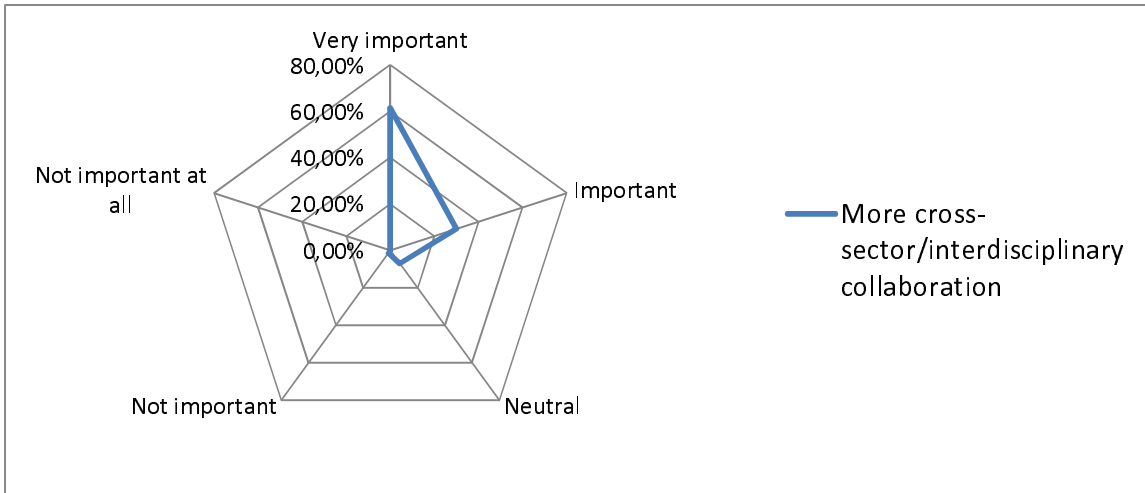 Very important
80,00%
60,00%
40,00%
20,00%
0,00%
Not important at
all
Important
Not important
Neutral
More cross-
sector/interdisciplinary
collaboration